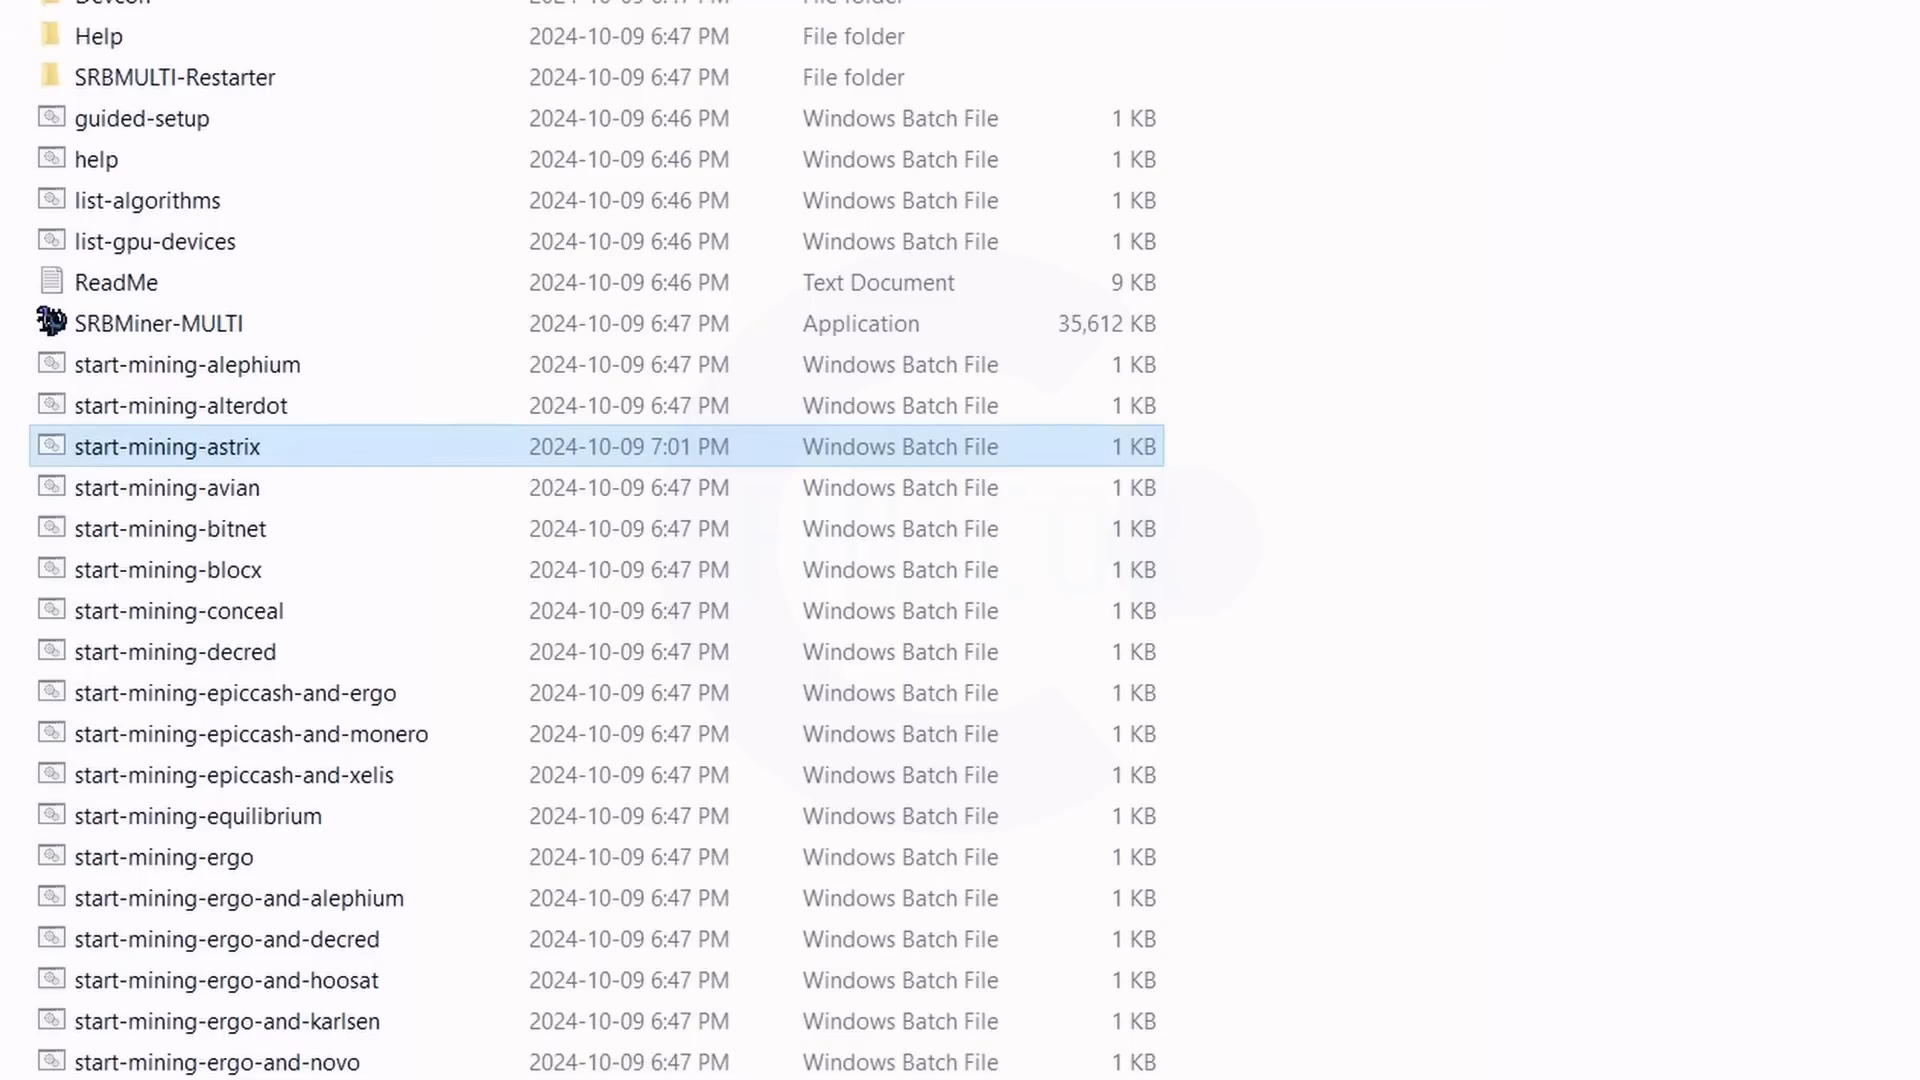 Devcon 2024-10-09 6:47 PM File folder
Help 2024-10-09 6:47 PM File folder
SRBMULTI-Restarter 2024-10-09 6:47 PM File folder
guided-setup 2024-10-09 6:46 PM Windows Batch File 1 KB
help 2024-10-09 6:46 PM Windows Batch File 1 KB
list-algorithms 2024-10-09 6:46 PM Windows Batch File 1 KB
list-gpu-devices 2024-10-09 6:46 PM Windows Batch File 1 KB
ReadMe 2024-10-09 6:46 PM Text Document 9 KB
SRBMiner-MULTI 2024-10-09 6:47 PM Application 35,612 KB
start-mining-alephium 2024-10-09 6:47 PM Windows Batch File 1 KB
start-mining-alterdot 2024-10-09 6:47 PM Windows Batch File 1 KB
start-mining-astrix 2024-10-09 7:01 PM Windows Batch File 1 KB
start-mining-avian 2024-10-09 6:47 PM Windows Batch File 1 KB
start-mining-bitnet 2024-10-09 6:47 PM Windows Batch File 1 KB
start-mining-blocx 2024-10-09 6:47 PM Windows Batch File 1 KB
start-mining-conceal 2024-10-09 6:47 PM Windows Batch File 1 KB
start-mining-decred 2024-10-09 6:47 PM Windows Batch File 1 KB
start-mining-epiccash-and-ergo 2024-10-09 6:47 PM Windows Batch File 1 KB
start-mining-epiccash-and-monero 2024-10-09 6:47 PM Windows Batch File 1 KB
start-mining-epiccash-and-xelis 2024-10-09 6:47 PM Windows Batch File 1 KB
start-mining-equilibrium 2024-10-09 6:47 PM Windows Batch File 1 KB
start-mining-ergo 2024-10-09 6:47 PM Windows Batch File 1 KB
start-mining-ergo-and-alephium 2024-10-09 6:47 PM Windows Batch File 1 KB
start-mining-ergo-and-decred 2024-10-09 6:47 PM Windows Batch File 1 KB
start-mining-ergo-and-hoosat 2024-10-09 6:47 PM Windows Batch File 1 KB
start-mining-ergo-and-karlsen 2024-10-09 6:47 PM Windows Batch File 1 KB
start-mining-ergo-and-novo 2024-10-09 6:47 PM Windows Batch File 1 KB